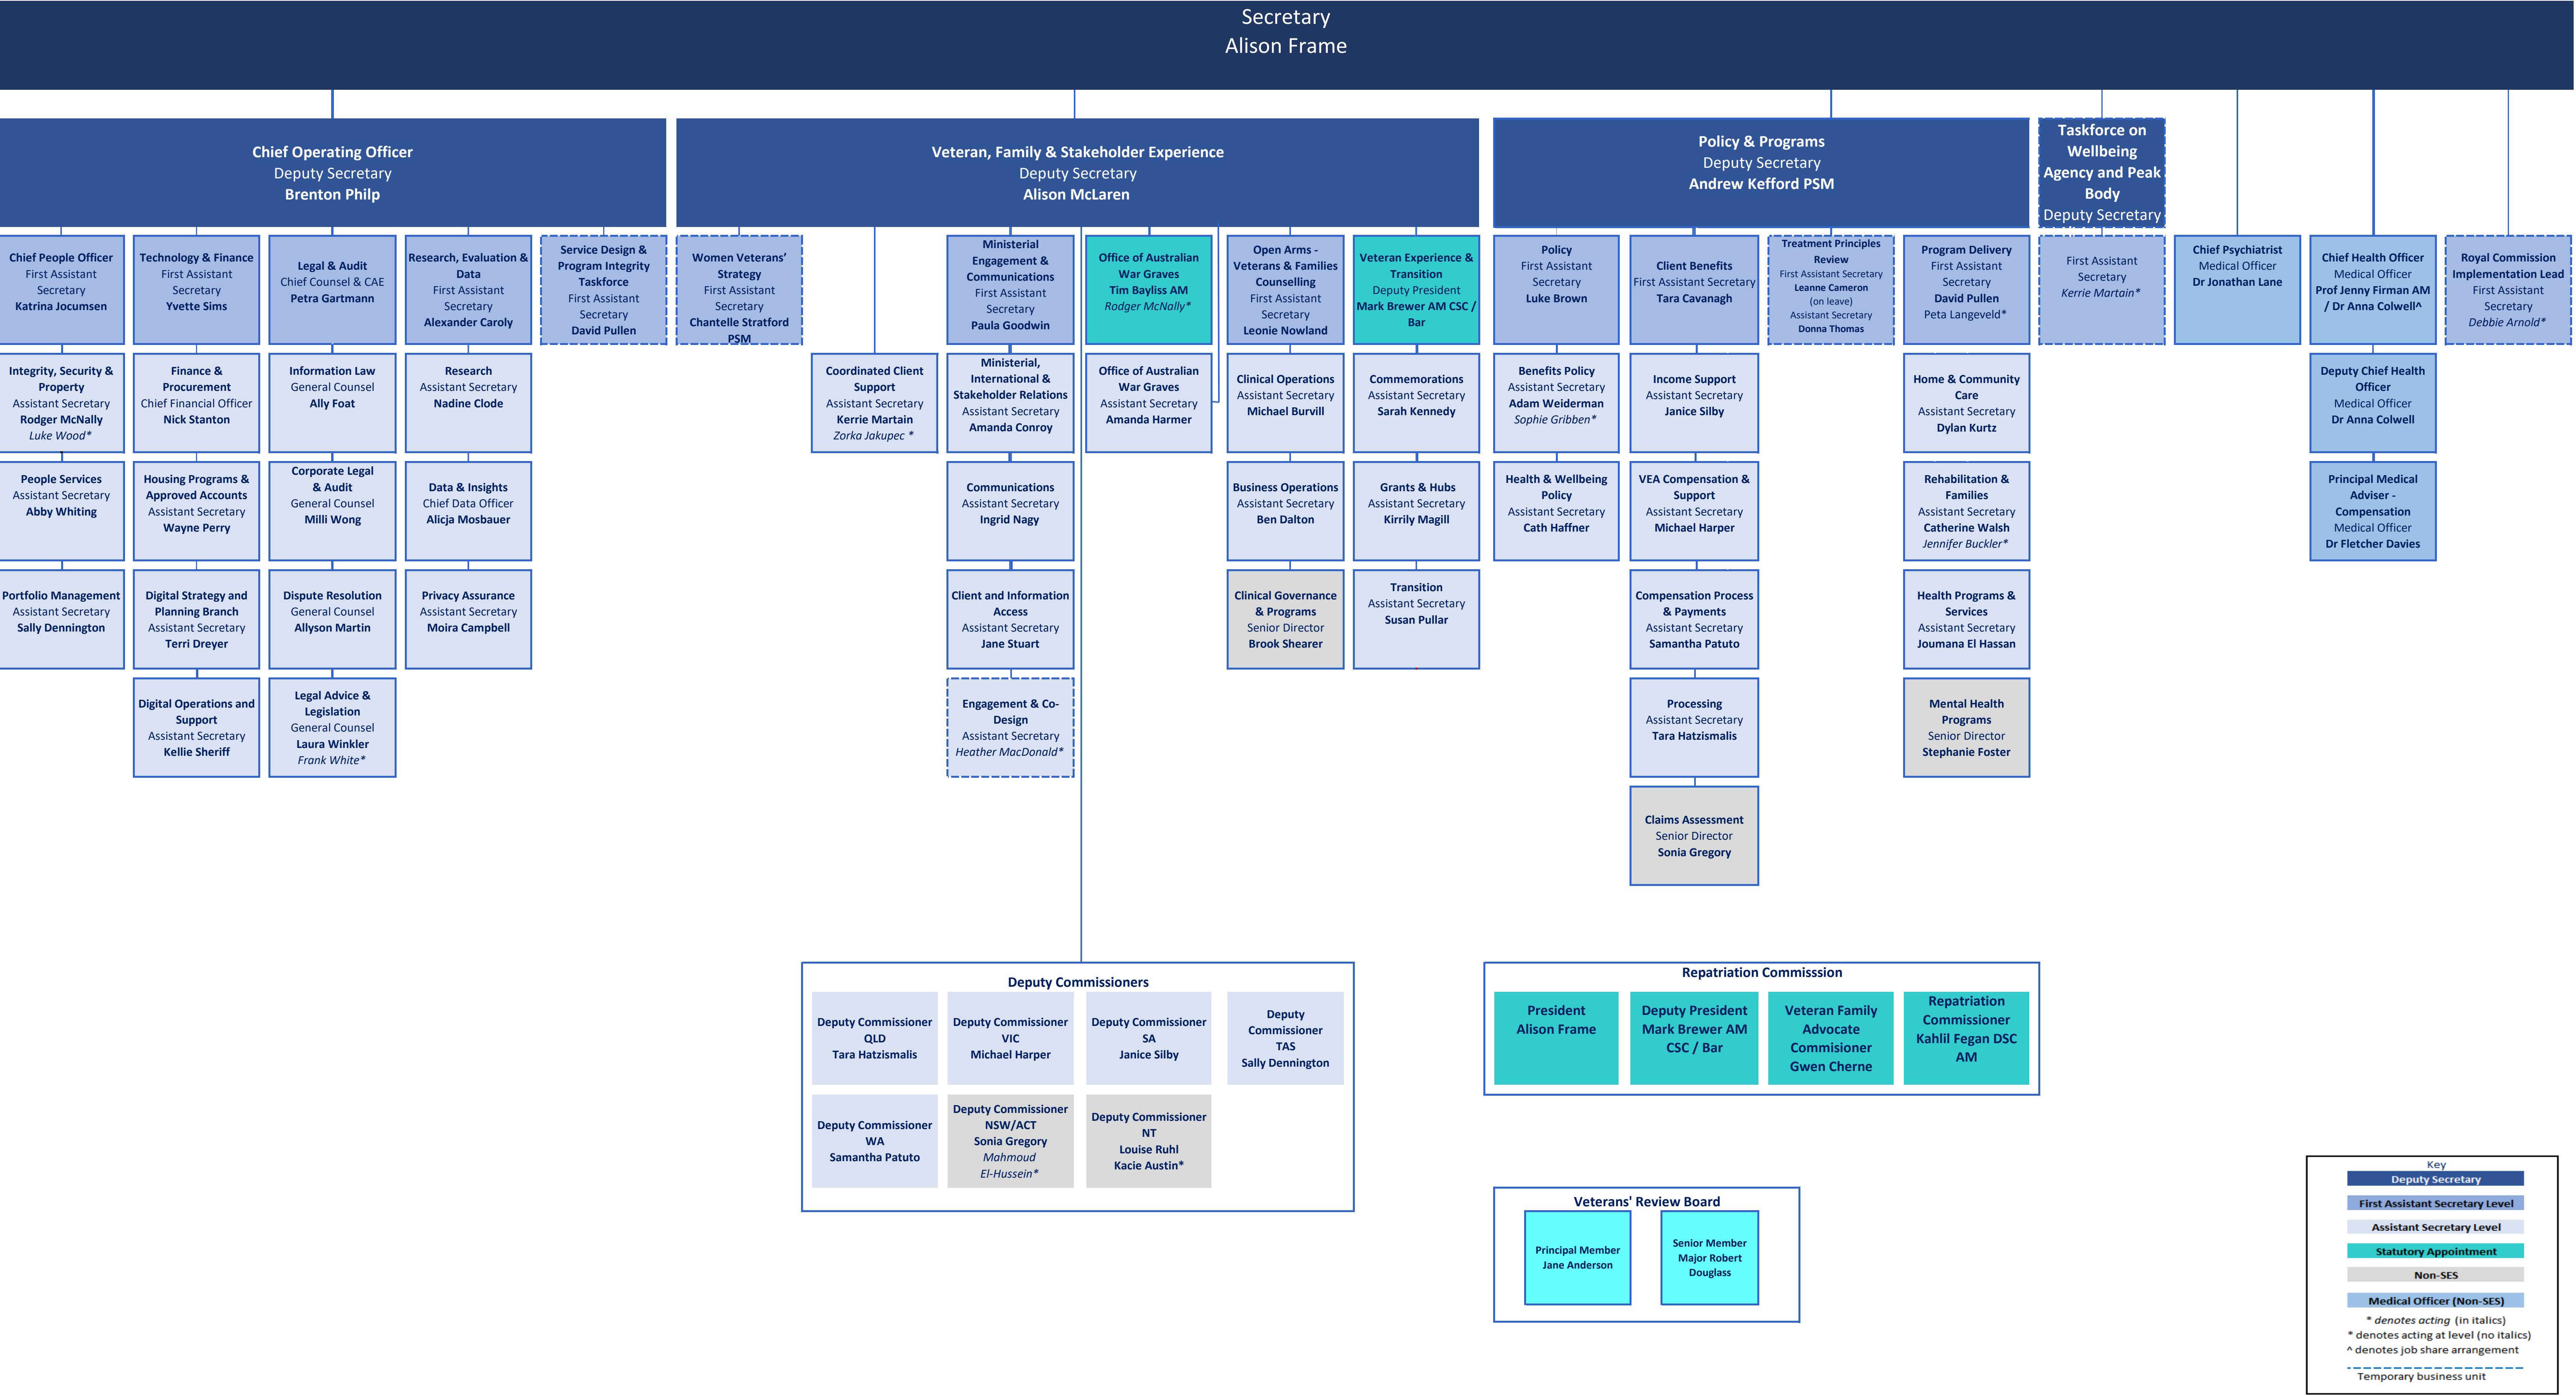 Secretary
Alison Frame
Chief Operating Officer
Deputy Secretary
Brenton Philp
Veteran, Family & Stakeholder Experience
Deputy Secretary
Alison McLaren
Policy & Programs
Deputy Secretary
Andrew Kefford PSM
Taskforce on
Wellbeing
Agency and Peak
Body
Deputy Secretary
Chief People Officer
First Assistant
Secretary
Katrina Jocumsen
Technology & Finance
First Assistant
Secretary
Yvette Sims
Legal & Audit
Chief Counsel & CAE
Petra Gartmann
Research, Evaluation &
Data
First Assistant
Secretary
Alexander Caroly
Service Design &
Program Integrity
Taskforce
First Assistant
Secretary
David Pullen
Women Veterans’
Strategy
First Assistant
Secretary
Chantelle Stratford
PSM
Ministerial
Engagement &
Communications
First Assistant
Secretary
Paula Goodwin
Office of Australian
War Graves
Tim Bayliss AM
Rodger McNally*
Open Arms -
Veterans & Families
Counselling
First Assistant
Secretary
Leonie Nowland
Veteran Experience &
Transition
Deputy President
Mark Brewer AM CSC /
Bar
Policy
First Assistant
Secretary
Luke Brown
Client Benefits
First Assistant Secretary
Tara Cavanagh
Treatment Principles
Review
First Assistant Secretary
Leanne Cameron
(on leave)
Assistant Secretary
Donna Thomas
Program Delivery
First Assistant
Secretary
David Pullen
Peta Langeveld*
First Assistant
Secretary
Kerrie Martain*
Chief Psychiatrist
Medical Officer
Dr Jonathan Lane
Chief Health Officer
Medical Officer
Prof Jenny Firman AM
/ Dr Anna Colwell^
Royal Commission
Implementation Lead
First Assistant
Secretary
Debbie Arnold*
Integrity, Security &
Property
Assistant Secretary
Rodger McNally
Luke Wood*
Finance &
Procurement
Chief Financial Officer
Nick Stanton
Information Law
General Counsel
Ally Foat
Research
Assistant Secretary
Nadine Clode
Coordinated Client
Support
Assistant Secretary
Kerrie Martain
Zorka Jakupec *
Ministerial,
International &
Stakeholder Relations
Assistant Secretary
Amanda Conroy
Office of Australian
War Graves
Assistant Secretary
Amanda Harmer
Clinical Operations
Assistant Secretary
Michael Burvill
Commemorations
Assistant Secretary
Sarah Kennedy
Benefits Policy
Assistant Secretary
Adam Weiderman
Sophie Gribben*
Income Support
Assistant Secretary
Janice Silby
Home & Community
Care
Assistant Secretary
Dylan Kurtz
Deputy Chief Health
Officer
Medical Officer
Dr Anna Colwell
People Services
Assistant Secretary
Abby Whiting
Housing Programs &
Approved Accounts
Assistant Secretary
Wayne Perry
Corporate Legal
& Audit
General Counsel
Milli Wong
Data & Insights
Chief Data Officer
Alicja Mosbauer
Communications
Assistant Secretary
Ingrid Nagy
Business Operations
Assistant Secretary
Ben Dalton
Grants & Hubs
Assistant Secretary
Kirrily Magill
Health & Wellbeing
Policy
Assistant Secretary
Cath Haffner
VEA Compensation &
Support
Assistant Secretary
Michael Harper
Rehabilitation &
Families
Assistant Secretary
Catherine Walsh
Jennifer Buckler*
Principal Medical
Adviser -
Compensation
Medical Officer
Dr Fletcher Davies
Portfolio Management
Assistant Secretary
Sally Dennington
Digital Strategy and
Planning Branch
Assistant Secretary
Terri Dreyer
Dispute Resolution
General Counsel
Allyson Martin
Privacy Assurance
Assistant Secretary
Moira Campbell
Client and Information
Access
Assistant Secretary
Jane Stuart
Clinical Governance
& Programs
Senior Director
Brook Shearer
Transition
Assistant Secretary
Susan Pullar
Compensation Process
& Payments
Assistant Secretary
Samantha Patuto
Health Programs &
Services
Assistant Secretary
Joumana El Hassan
Digital Operations and
Support
Assistant Secretary
Kellie Sheriff
Legal Advice &
Legislation
General Counsel
Laura Winkler
Frank White*
Engagement & Co-
Design
Assistant Secretary
Heather MacDonald*
Processing
Assistant Secretary
Tara Hatzismalis
Mental Health
Programs
Senior Director
Stephanie Foster
Claims Assessment
Senior Director
Sonia Gregory
Deputy Commissioners
Deputy Commissioner
QLD
Tara Hatzismalis
Deputy Commissioner
VIC
Michael Harper
Deputy Commissioner
SA
Janice Silby
Deputy
Commissioner
TAS
Sally Dennington
Deputy Commissioner
WA
Samantha Patuto
Deputy Commissioner
NSW/ACT
Sonia Gregory
Mahmoud
El-Hussein*
Deputy Commissioner
NT
Louise Ruhl
Kacie Austin*
Repatriation Commisssion
President
Alison Frame
Deputy President
Mark Brewer AM
CSC / Bar
Veteran Family
Advocate
Commisioner
Gwen Cherne
Repatriation
Commissioner
Kahlil Fegan DSC
AM
Veterans' Review Board
Principal Member
Jane Anderson
Senior Member
Major Robert
Douglass
Key
Deputy Secretary
First Assistant Secretary Level
Assistant Secretary Level
Statutory Appointment
Non-SES
Medical Officer (Non-SES)
* denotes acting (in italics)
* denotes acting at level (no italics)
^ denotes job share arrangement
Temporary business unit